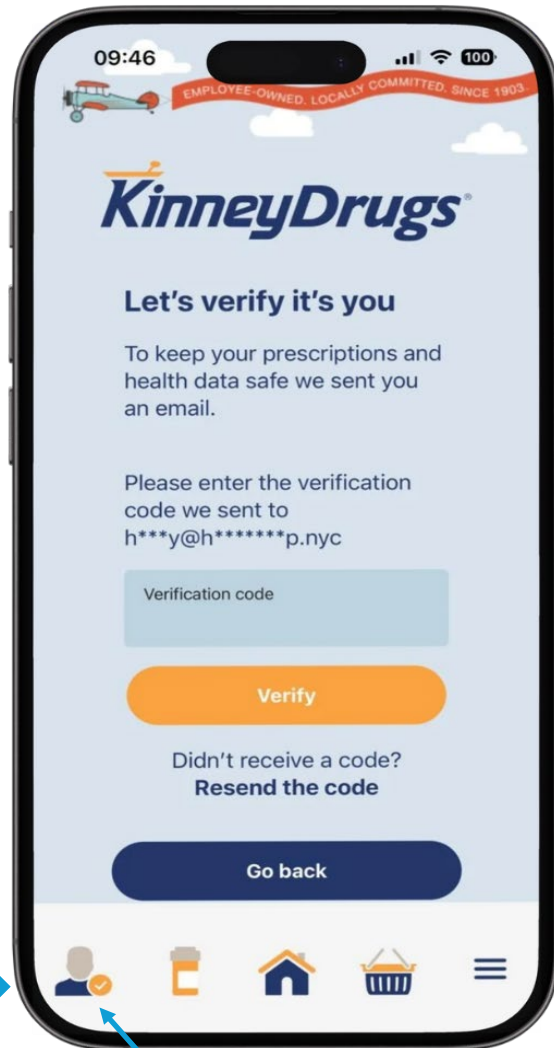 09:46
100
EMPLOYEE-OWNED. LOCALLY COMMITTED. SINCE 1903.
KinneyDrugs®
Let's verify it's you
To keep your prescriptions and
health data safe we sent you
an email.
Please enter the verification
code we sent to
h***y@h*******p.nyc
Verification code
Verify
Didn't receive a code?
Resend the code
Go back